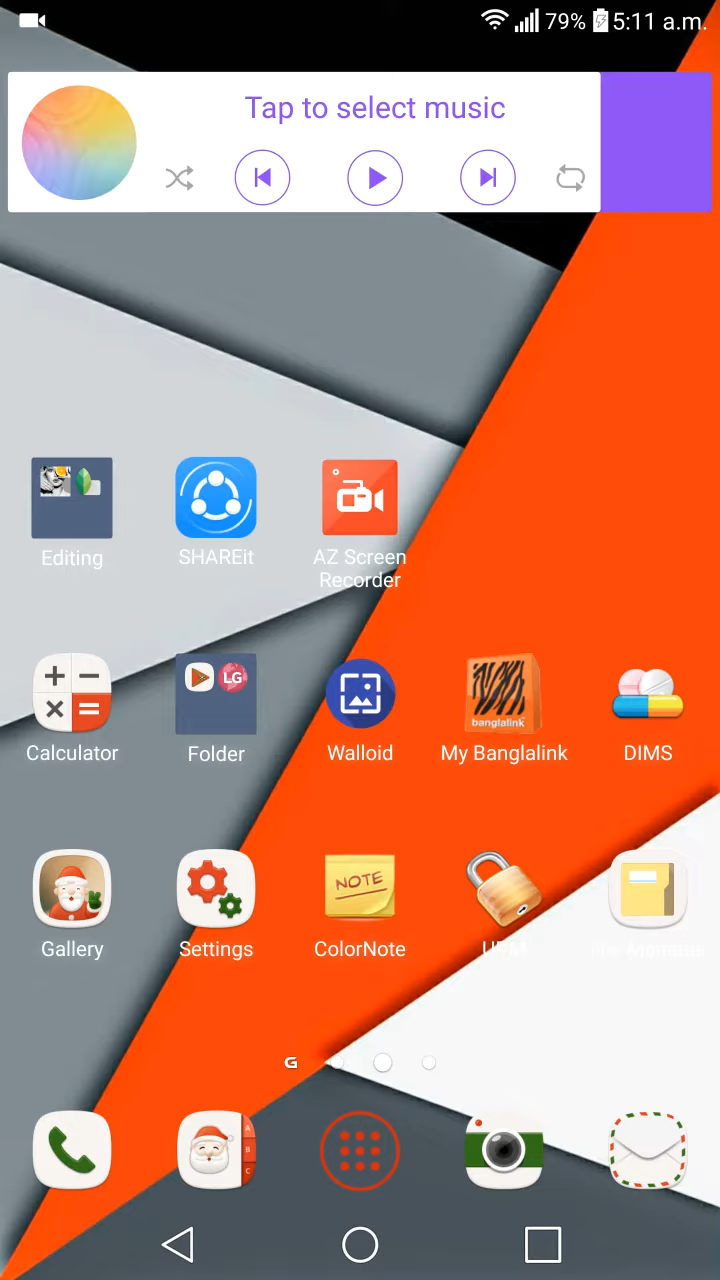 79% 5:11 a.m.
Tap to select music
Editing
SHAREit
AZ Screen
Recorder
LG
banglalink
Calculator
Folder
Walloid
My Banglalink
DIMS
NOTE
Gallery
Settings
ColorNote
G
A
B
C